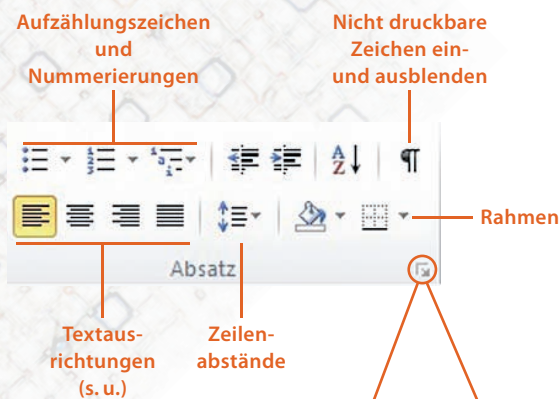 Aufzählungszeichen
und
Nummerierungen
Nicht druckbare
Zeichen ein-
und ausblenden
Rahmen
Absatz
Textaus-
richtungen
(s. u.)
Zeilen-
abstände